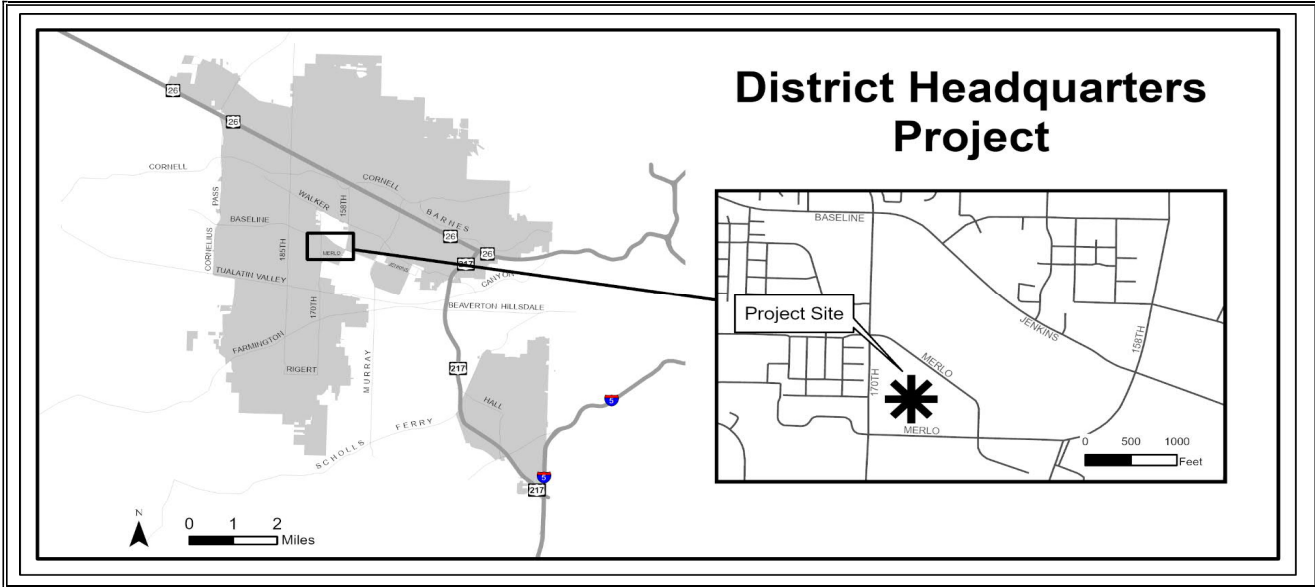 District Headquarters
Project
26
26
CORNELL
CORNELL
WALKER
158TH
BARNES
PASS
BASELINE
26
26
185TH
MERLO
217
CORNELIUS
JENKINS
CANYON
TUALATIN VALLEY
170TH
BEAVERTON HILLSDALE
FARMINGTON
RIGERT
MURRAY
217
HALL
5
SCHOLLS FERRY
5
217
N
0 1 2
Miles
BASELINE
Project Site
JENKINS
158TH
MERLO
170TH
MERLO
0 500 1000
Feet